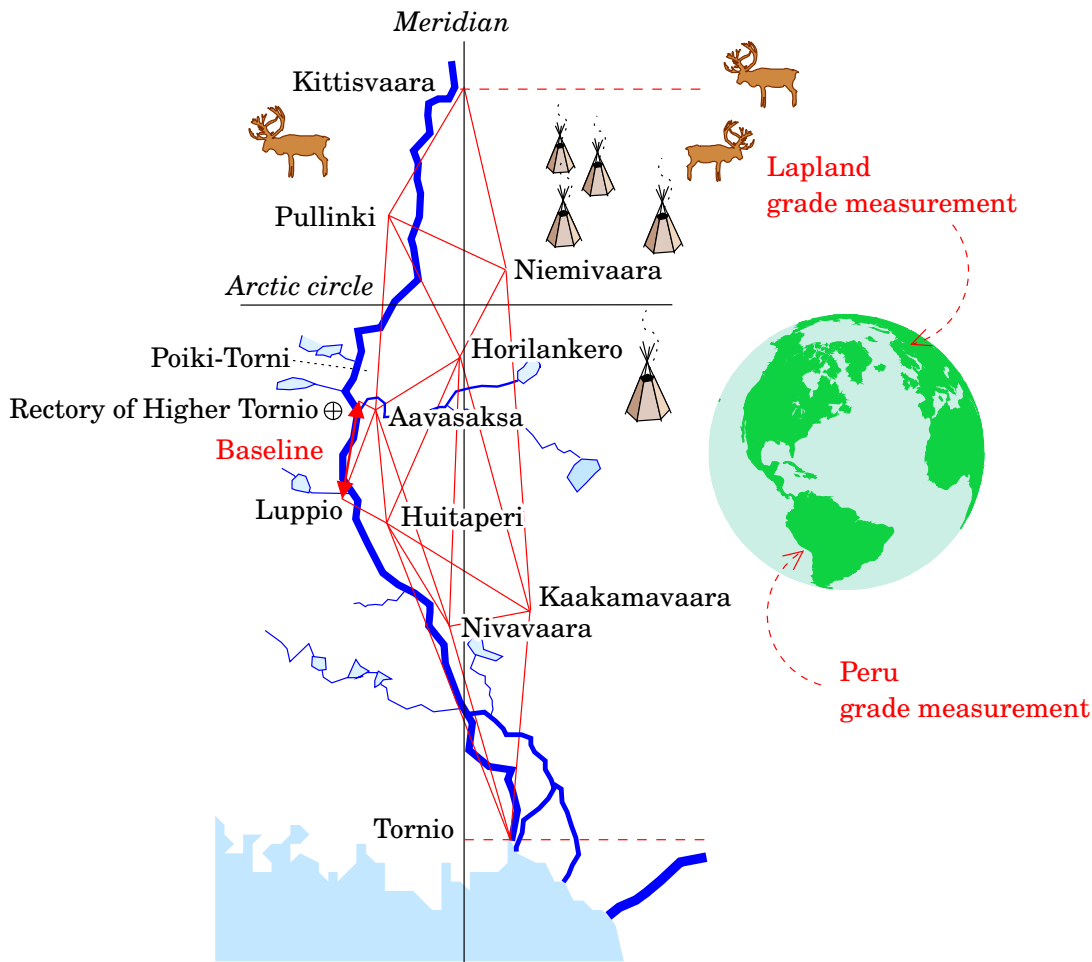 Meridian
Kittisvaara
Lapland
grade measurement
Pullinki
Niemivaara
Arctic circle
Poiki-Torni
Horilankero
Rectory of Higher Tornio
Aavasaksa
Baseline
Luppio
Huitaperi
Kaakamavaara
Nivavaara
Peru
grade measurement
Tornio